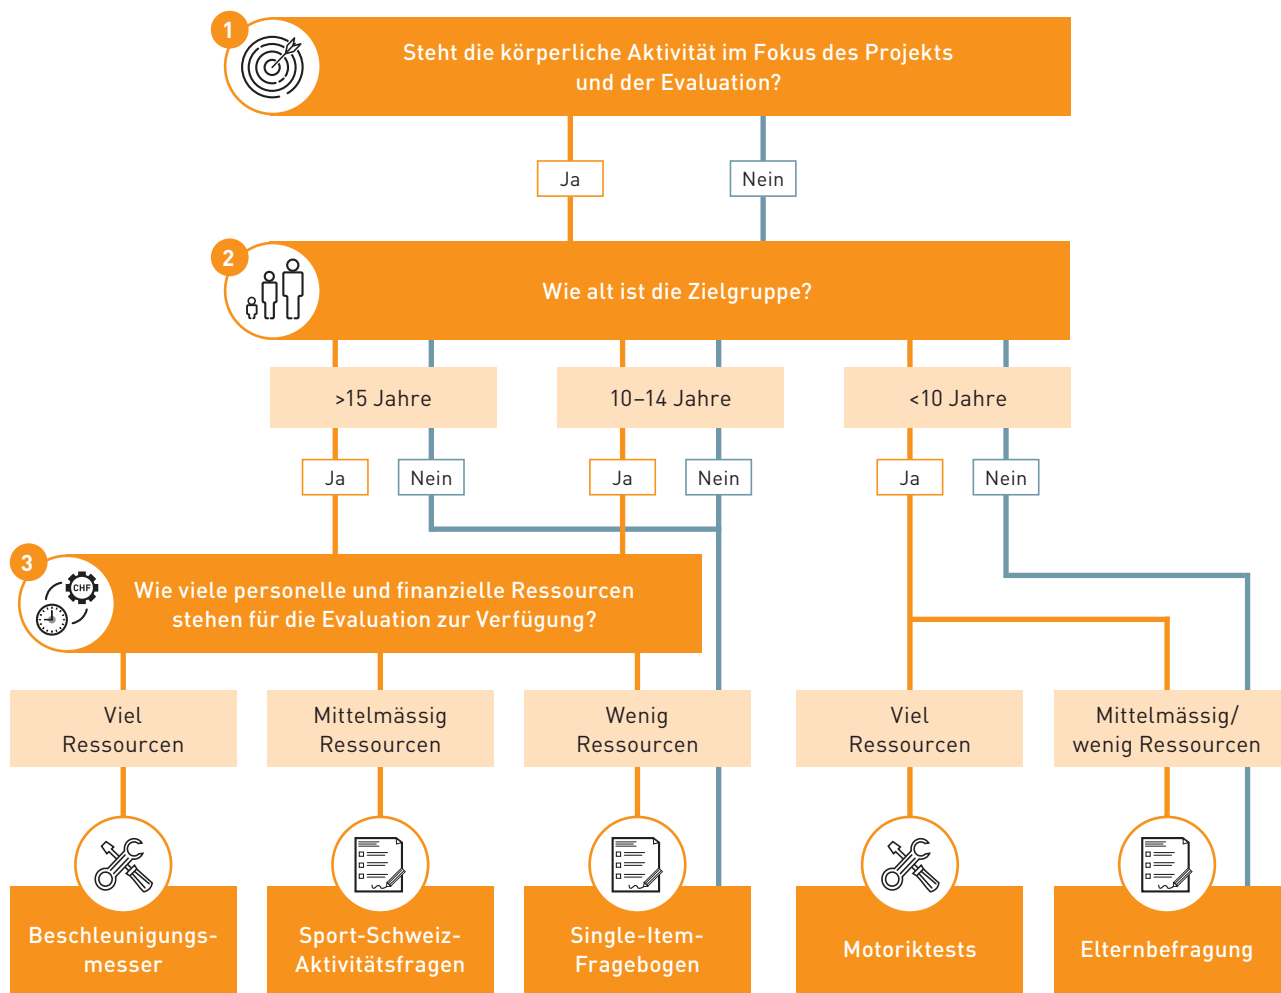 1
Steht die körperliche Aktivität im Fokus des Projekts
und der Evaluation?
Ja
Nein
2
Wie alt ist die Zielgruppe?
>15 Jahre
10–14 Jahre
<10 Jahre
Ja
Nein
Ja
Nein
Ja
Nein
3
CHF
Wie viele personelle und finanzielle Ressourcen
stehen für die Evaluation zur Verfügung?
Viel
Ressourcen
Mittelmässig
Ressourcen
Wenig
Ressourcen
Viel
Ressourcen
Mittelmässig/
wenig Ressourcen
Beschleunigungs-
messer
Sport-Schweiz-
Aktivitätsfragen
Single-Item-
Fragebogen
Motoriktests
Elternbefragung